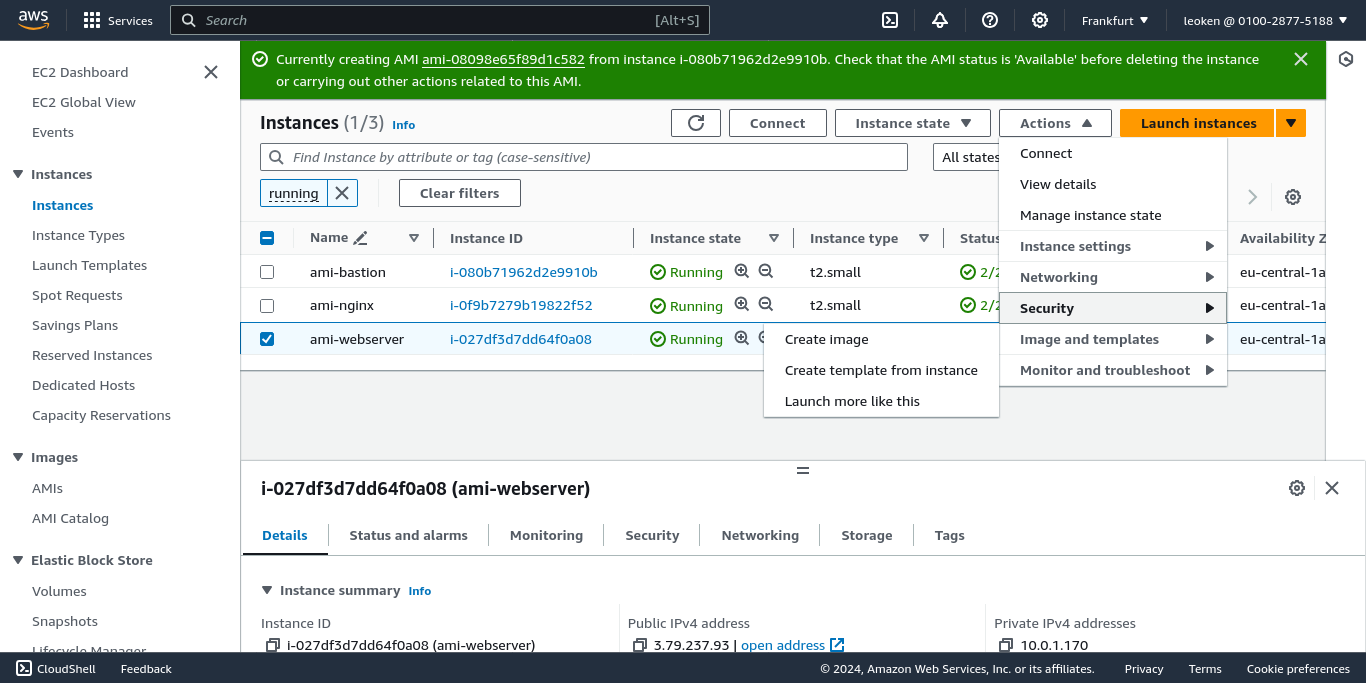 aws
Services
Search [Alt+S]
Frankfurt
leoken @ 0100-2877-5188
EC2 Dashboard
EC2 Global View
Events
Instances
Instances
Instance Types
Launch Templates
Spot Requests
Savings Plans
Reserved Instances
Dedicated Hosts
Capacity Reservations
Images
AMIs
AMI Catalog
Elastic Block Store
Volumes
Snapshots
Lifecycle Manager
Currently creating AMI ami-08098e65f89d1c582 from instance i-080b71962d2e9910b. Check that the AMI status is 'Available' before deleting the instance
or carrying out other actions related to this AMI.
Instances (1/3) Info
Connect
Instance state
Actions
Launch instances
Find Instance by attribute or tag (case-sensitive)
All states
running
Clear filters
Name Instance ID Instance state Instance type Status Availability Z
ami-bastion i-080b71962d2e9910b Running t2.small 2/2 eu-central-1a
ami-nginx i-0f9b7279b19822f52 Running t2.small 2/2 eu-central-1a
ami-webserver i-027df3d7dd64f0a08 Running eu-central-1a
Connect
View details
Manage instance state
Instance settings
Networking
Security
Image and templates
Monitor and troubleshoot
Create image
Create template from instance
Launch more like this
i-027df3d7dd64f0a08 (ami-webserver)
Details Status and alarms Monitoring Security Networking Storage Tags
Instance summary Info
Instance ID
i-027df3d7dd64f0a08 (ami-webserver)
Public IPv4 address
3.79.237.93 | open address
Private IPv4 addresses
10.0.1.170
CloudShell Feedback
© 2024, Amazon Web Services, Inc. or its affiliates. Privacy Terms Cookie preferences